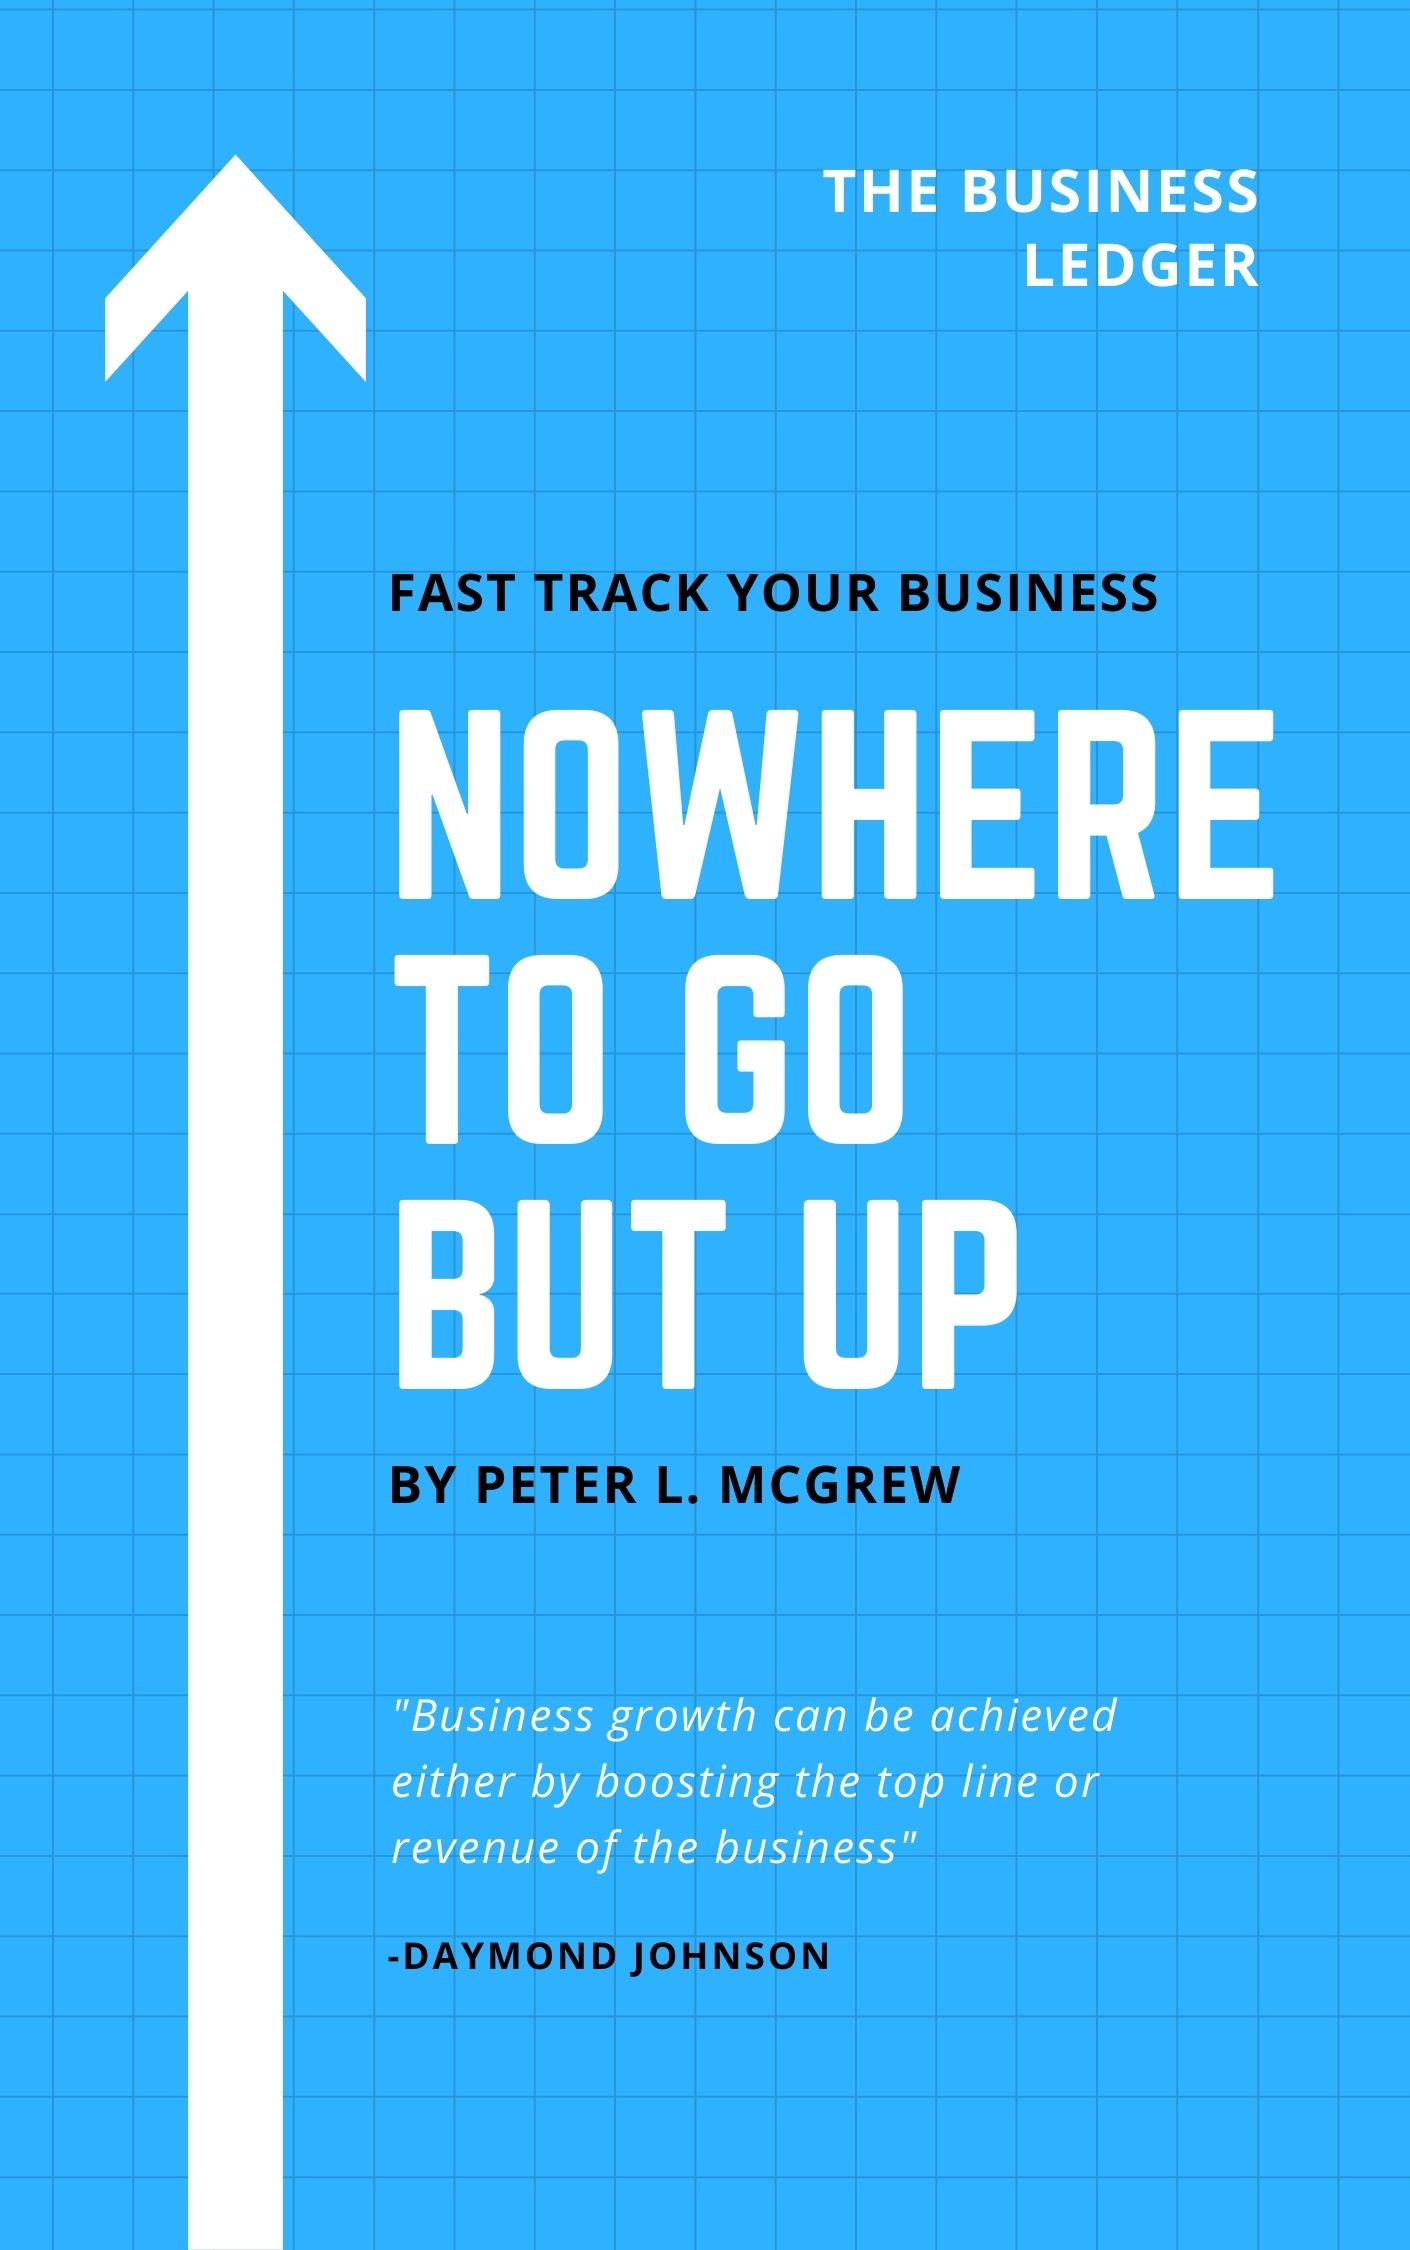 THE BUSINESS
LEDGER
FAST TRACK YOUR BUSINESS
NOWHERE
TO GO
BUT UP
BY PETER L. MCGREW
"Business growth can be achieved
either by boosting the top line or
revenue of the business"
-DAYMOND JOHNSON